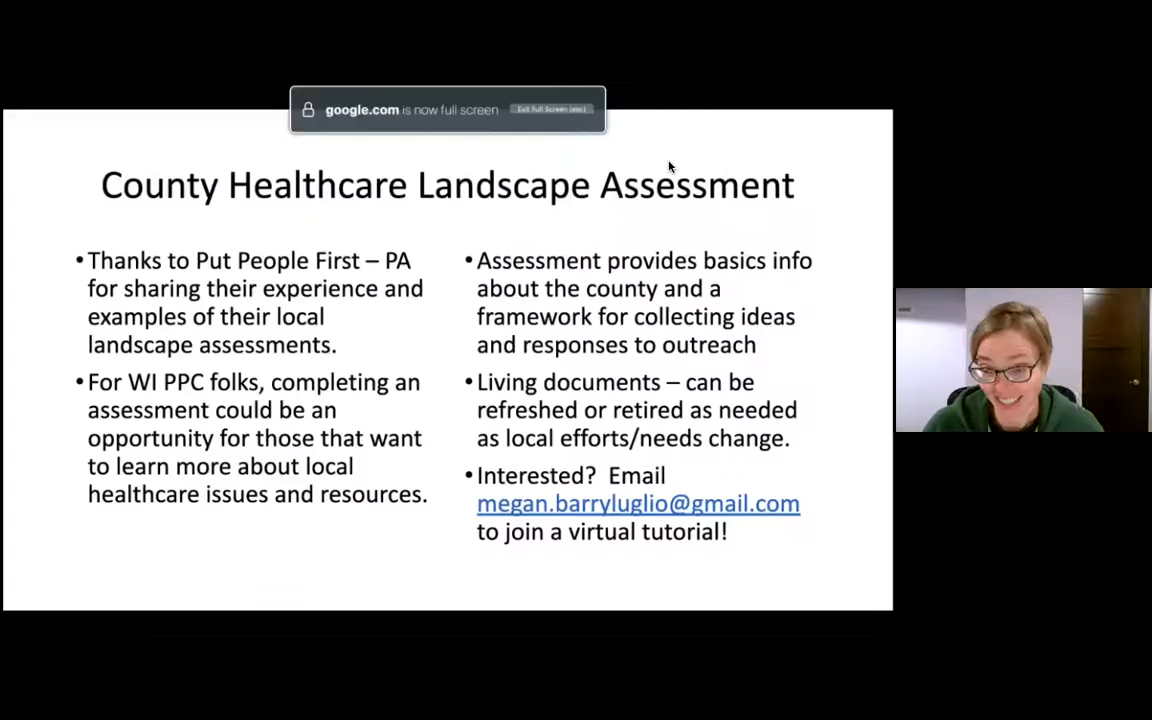 google.com is now full screen Exit Full Screen (esc)
County Healthcare Landscape Assessment
•Thanks to Put People First – PA
for sharing their experience and
examples of their local
landscape assessments.
•For WI PPC folks, completing an
assessment could be an
opportunity for those that want
to learn more about local
healthcare issues and resources.
•Assessment provides basics info
about the county and a
framework for collecting ideas
and responses to outreach
•Living documents – can be
refreshed or retired as needed
as local efforts/needs change.
•Interested?  Email
megan.barryluglio@gmail.com
to join a virtual tutorial!